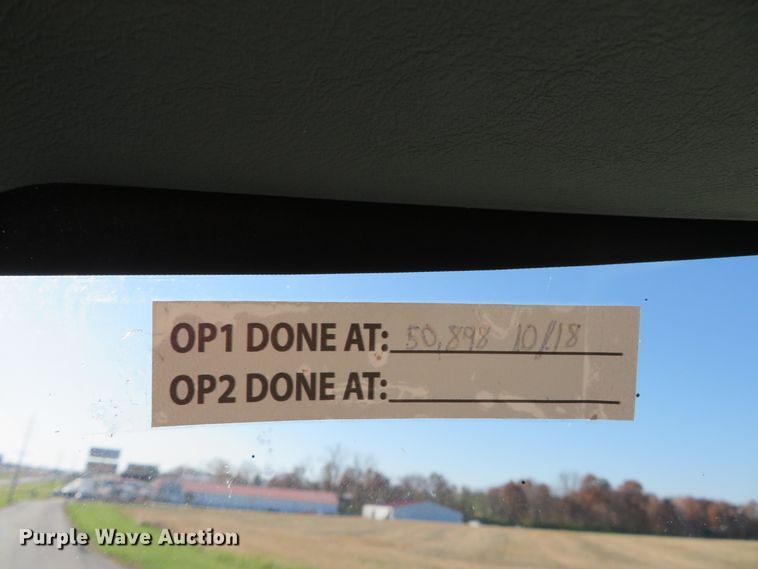 OP1 DONE AT: 50,898 10/18
OP2 DONE AT:
Purple Wave Auction